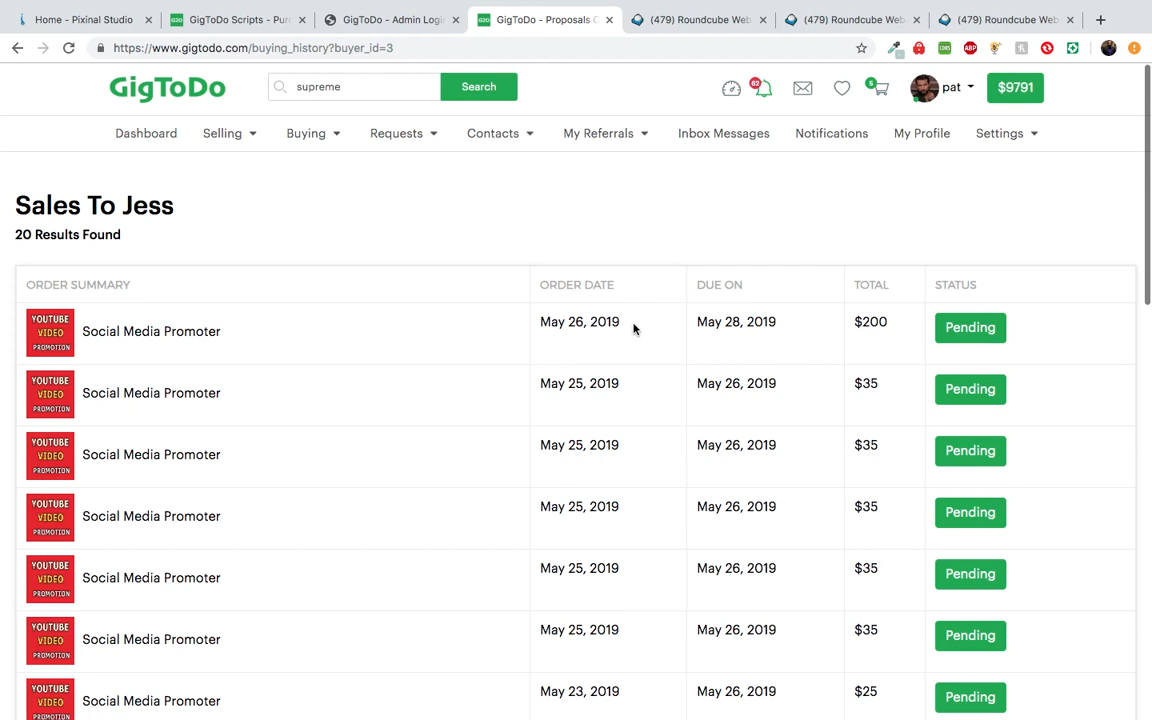 Home - Pixinal Studio
GigToDo Scripts - Pur
GigToDo - Admin Login
GigToDo - Proposals O
(479) Roundcube Web
(479) Roundcube Web
(479) Roundcube Web
https://www.gigtodo.com/buying_history?buyer_id=3
GigToDo
supreme
Search
62
5
pat
$9791
Dashboard
Selling
Buying
Requests
Contacts
My Referrals
Inbox Messages
Notifications
My Profile
Settings
Sales To Jess
20 Results Found
ORDER SUMMARY
ORDER DATE
DUE ON
TOTAL
STATUS
YOUTUBE
VIDEO
PROMOTION
Social Media Promoter
May 26, 2019
May 28, 2019
$200
Pending
YOUTUBE
VIDEO
PROMOTION
Social Media Promoter
May 25, 2019
May 26, 2019
$35
Pending
YOUTUBE
VIDEO
PROMOTION
Social Media Promoter
May 25, 2019
May 26, 2019
$35
Pending
YOUTUBE
VIDEO
PROMOTION
Social Media Promoter
May 25, 2019
May 26, 2019
$35
Pending
YOUTUBE
VIDEO
PROMOTION
Social Media Promoter
May 25, 2019
May 26, 2019
$35
Pending
YOUTUBE
VIDEO
PROMOTION
Social Media Promoter
May 25, 2019
May 26, 2019
$35
Pending
YOUTUBE
VIDEO
Social Media Promoter
May 23, 2019
May 26, 2019
$25
Pending